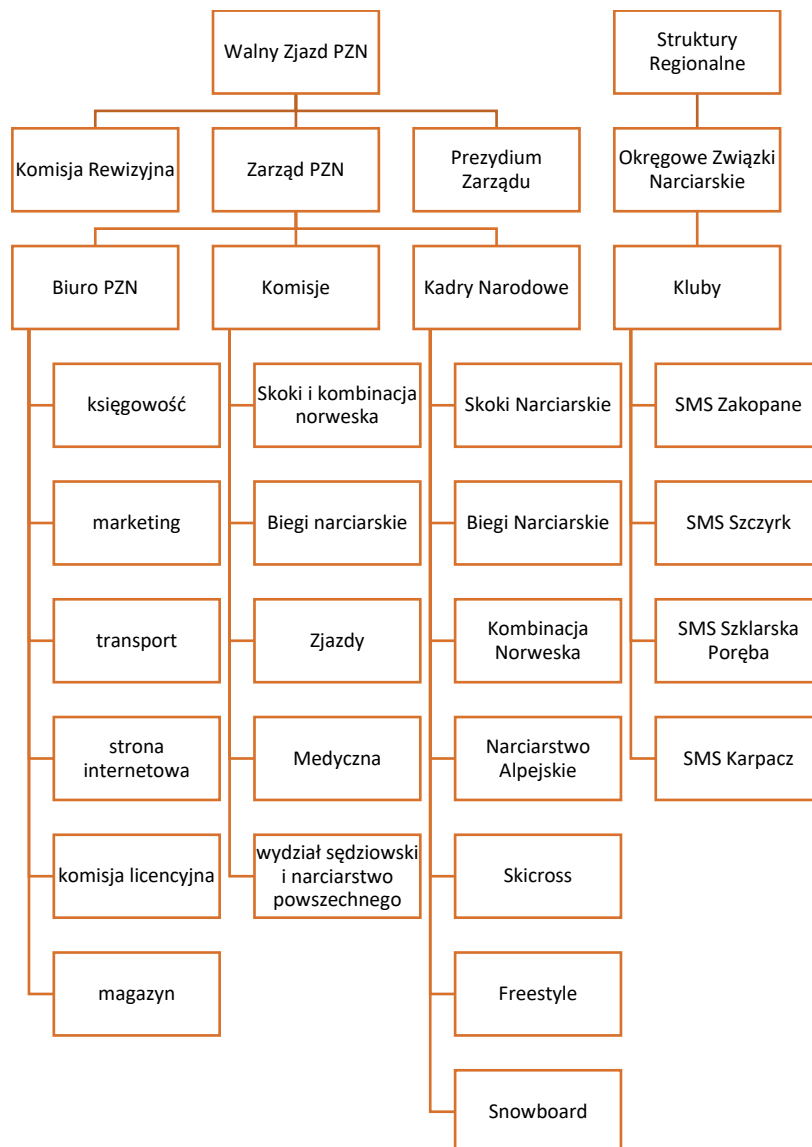 Walny Zjazd PZN
Struktury
Regionalne
Komisja Rewizyjna
Zarząd PZN
Prezydium
Zarządu
Okręgowe Związki
Narciarskie
Biuro PZN
Komisje
Kadry Narodowe
Kluby
księgowość
Skoki i kombinacja
norweska
Skoki Narciarskie
SMS Zakopane
marketing
Biegi narciarskie
Biegi Narciarskie
SMS Szczyrk
transport
Zjazdy
Kombinacja
Norweska
SMS Szklarska
Poręba
strona
internetowa
Medyczna
Narciarstwo
Alpejskie
SMS Karpacz
komisja licencyjna
wydział sędziowski
i narciarstwo
powszechnego
Skicross
magazyn
Freestyle
Snowboard